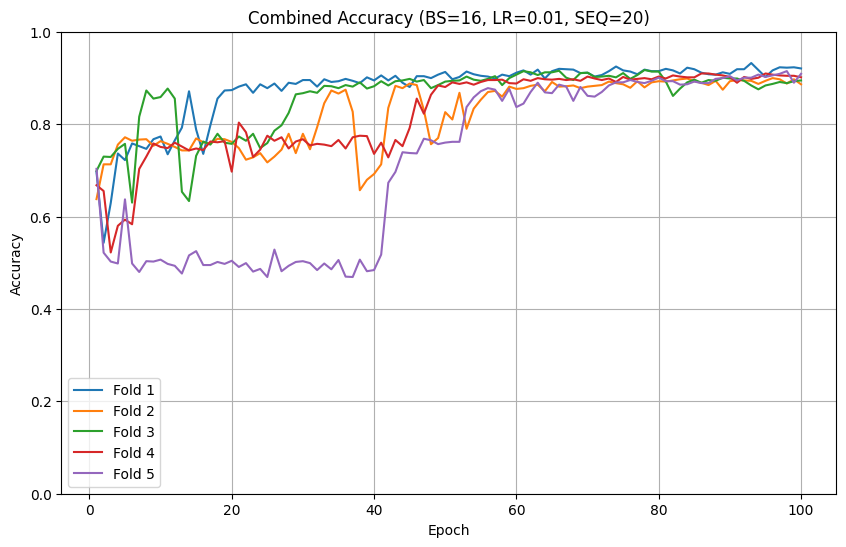 Combined Accuracy (BS=16, LR=0.01, SEQ=20)
1.0
0.8
0.6
0.4
0.2
0.0
Accuracy
Fold 1
Fold 2
Fold 3
Fold 4
Fold 5
0 20 40 60 80 100
Epoch